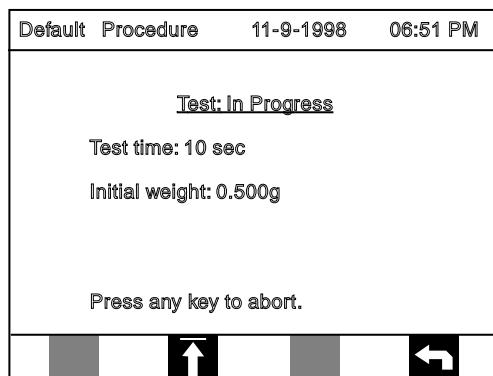 Default Procedure 11-9-1998 06:51 PM
Test: In Progress
Test time: 10 sec
Initial weight: 0.500g
Press any key to abort.